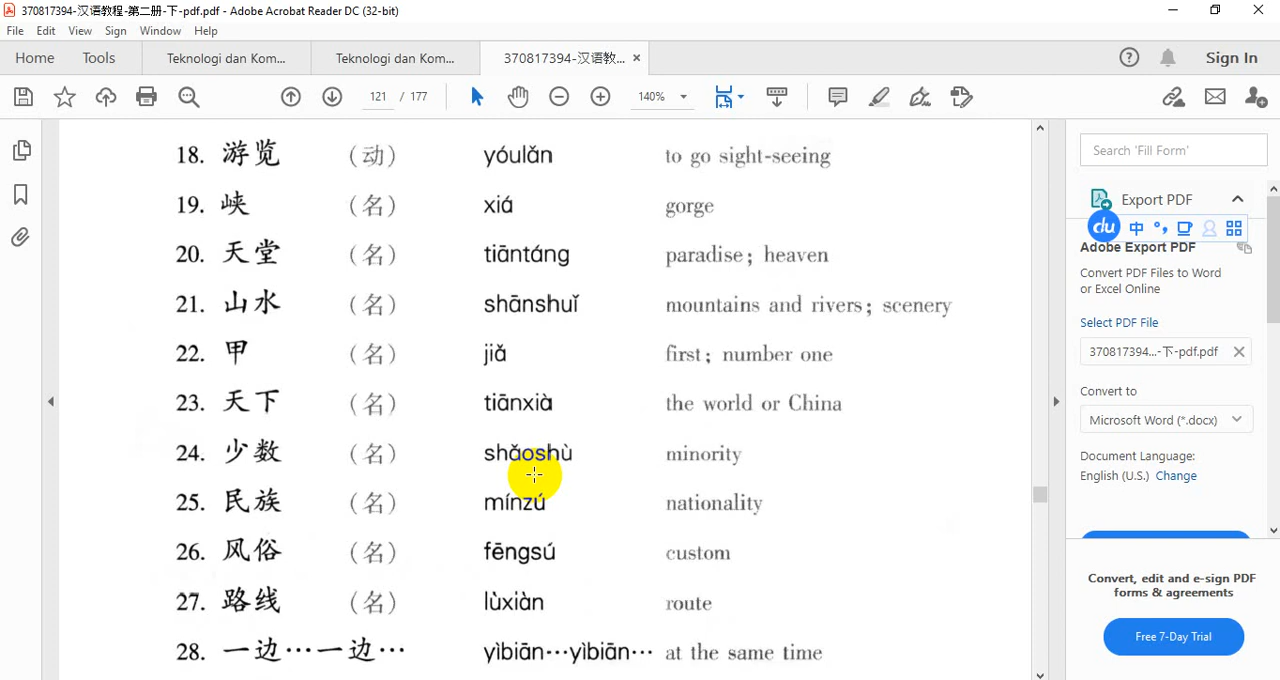 370817394-汉语教程-第二册-下-pdf.pdf - Adobe Acrobat Reader DC (32-bit)
File Edit View Sign Window Help
Home Tools Teknologi dan Kom... Teknologi dan Kom... 370817394-汉语教... × Sign In
121 / 177 140%
18. 游览 （动） yóulǎn to go sight-seeing
19. 峡 （名） xiá gorge
20. 天堂 （名） tiāntáng paradise; heaven
21. 山水 （名） shānshuǐ mountains and rivers; scenery
22. 甲 （名） jiǎ first; number one
23. 天下 （名） tiānxià the world or China
24. 少数 （名） shǎoshù minority
25. 民族 （名） mínzú nationality
26. 风俗 （名） fēngsú custom
27. 路线 （名） lùxiàn route
28. 一边…一边… yìbiān…yìbiān… at the same time
Search 'Fill Form'
Export PDF
du 中
Adobe Export PDF
Convert PDF Files to Word
or Excel Online
Select PDF File
370817394...-下-pdf.pdf
Convert to
Microsoft Word (*.docx)
Document Language:
English (U.S.) Change
Convert, edit and e-sign PDF
forms & agreements
Free 7-Day Trial